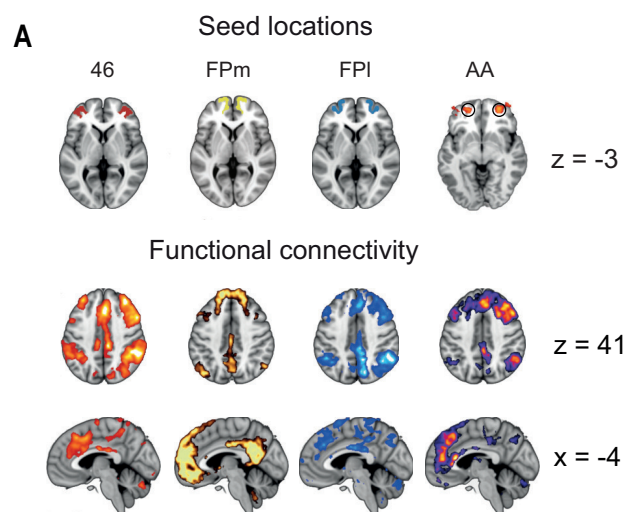 A
Seed locations
46 FPm FPl AA
z = -3
Functional connectivity
z = 41
x = -4